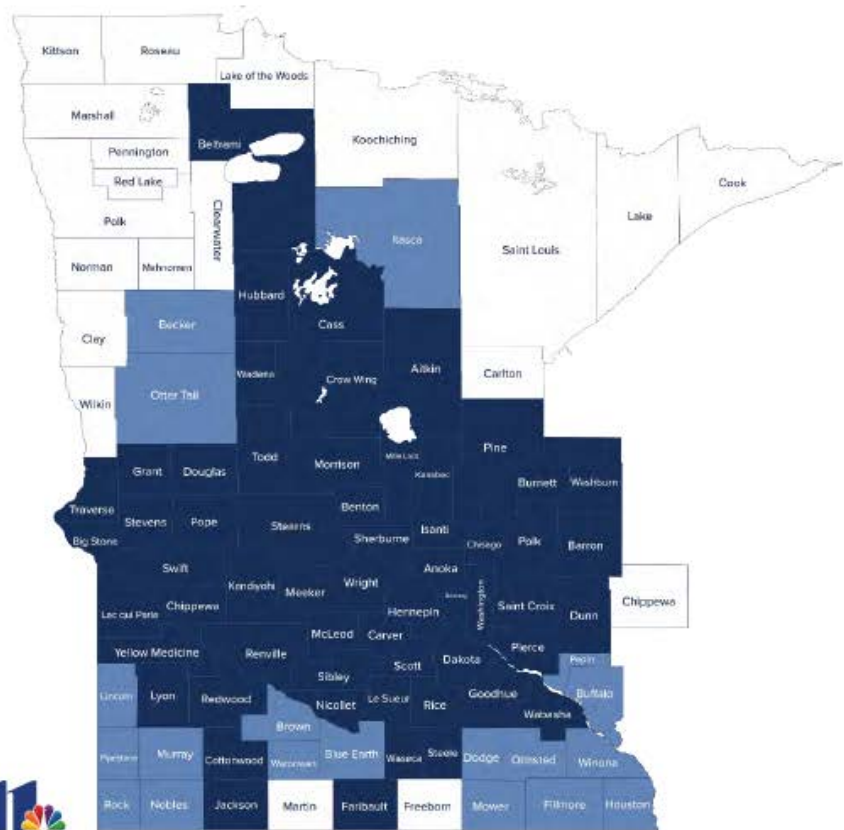 Kittson
Roseau
Lake of the Woods
Marshall
Beltrami
Koochiching
Pennington
Red Lake
Cook
Polk
Clearwater
Lake
Itasca
Saint Louis
Norman
Mahnomen
Hubbard
Becker
Cass
Clay
Wadena
Crow Wing
Aitkin
Carlton
Otter Tail
Wilkin
Pine
Todd
Mille Lacs
Morrison
Grant
Douglas
Kanabec
Burnett
Washburn
Traverse
Benton
Stevens
Pope
Stearns
Isanti
Big Stone
Sherburne
Chisago
Polk
Barron
Swift
Anoka
Kandiyohi
Meeker
Wright
Washington
Chippewa
Saint Croix
Chippewa
Lac qui Parle
Hennepin
Dunn
McLeod
Carver
Pierce
Yellow Medicine
Renville
Scott
Dakota
Pepin
Sibley
Lincoln
Lyon
Redwood
Nicollet
Le Sueur
Rice
Goodhue
Buffalo
Wabasha
Brown
Pipestone
Murray
Cottonwood
Watonwan
Blue Earth
Waseca
Steele
Dodge
Olmsted
Winona
Rock
Nobles
Jackson
Martin
Faribault
Freeborn
Mower
Fillmore
Houston